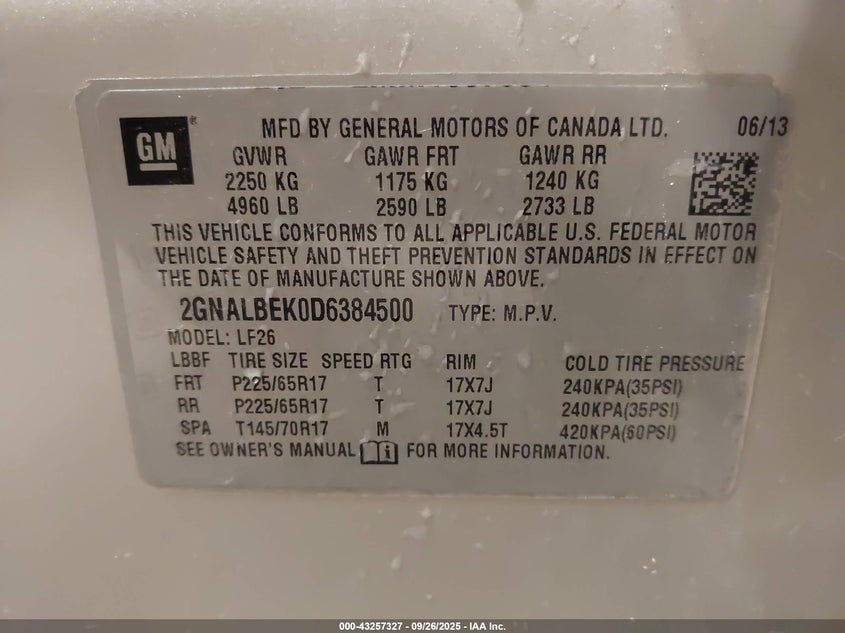 MFD BY GENERAL MOTORS OF CANADA LTD. 06/13
GM®
GVWR GAWR FRT GAWR RR
2250 KG 1175 KG 1240 KG
4960 LB 2590 LB 2733 LB
THIS VEHICLE CONFORMS TO ALL APPLICABLE U.S. FEDERAL MOTOR
VEHICLE SAFETY AND THEFT PREVENTION STANDARDS IN EFFECT ON
THE DATE OF MANUFACTURE SHOWN ABOVE.
2GNALBEK0D6384500 TYPE: M.P.V.
MODEL: LF26
LBBF TIRE SIZE SPEED RTG RIM COLD TIRE PRESSURE
FRT P225/65R17 T 17X7J 240KPA(35PSI)
RR P225/65R17 T 17X7J 240KPA(35PSI)
SPA T145/70R17 M 17X4.5T 420KPA(60PSI)
SEE OWNER'S MANUAL FOR MORE INFORMATION.
000-43257327 - 09/26/2025 - IAA Inc.